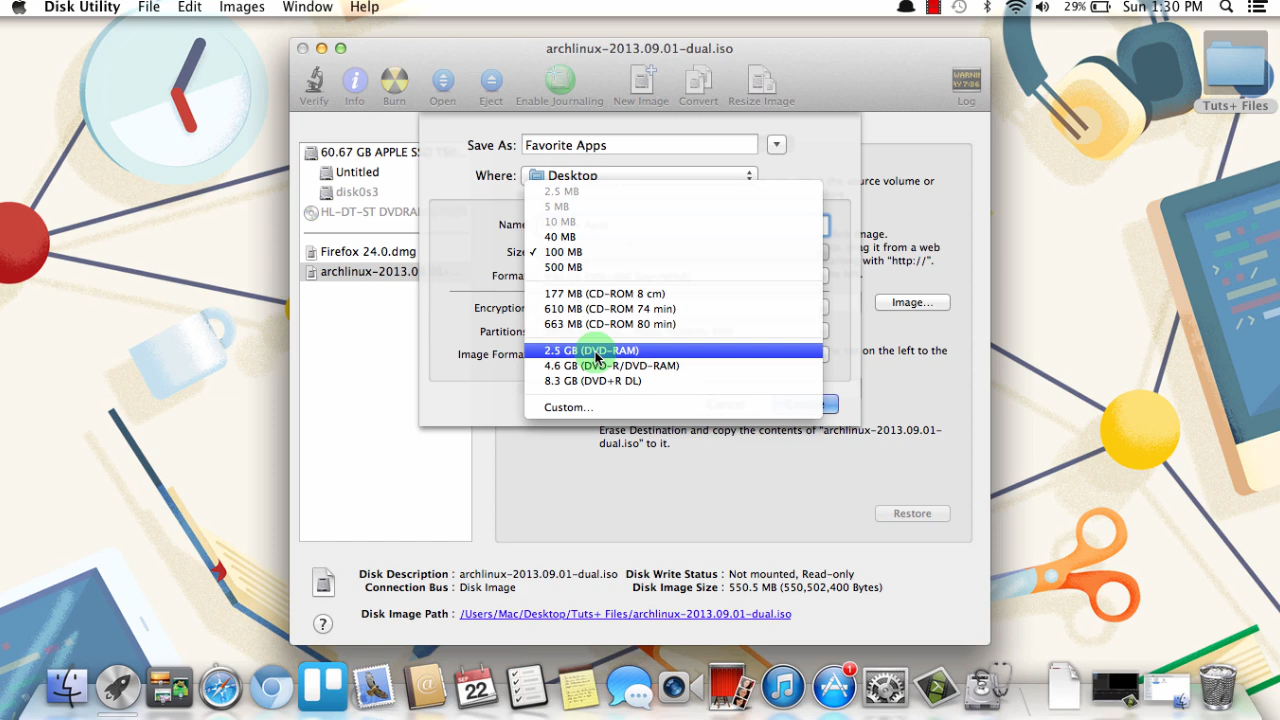 Disk Utility File Edit Images Window Help 29% Sun 1:30 PM
archlinux-2013.09.01-dual.iso
Verify Info Burn Open Eject Enable Journaling New Image Convert Resize Image Log
WARNIN
Tuts+ Files
Save As: Favorite Apps
60.67 GB APPLE
Untitled
Where: Desktop
disk0s3
source volume or
2.5 MB
5 MB
HL-DT-ST
10 MB
Name
image.
40 MB
it from a web
Firefox 24.0.dmg
Size ✓ 100 MB
with "http://".
archlinux-2013.0
500 MB
Forma
177 MB (CD-ROM 8 cm)
Image...
Encryption
610 MB (CD-ROM 74 min)
663 MB (CD-ROM 80 min)
Partitions
2.5 GB (DVD-RAM)
on the left to the
Image Forma
4.6 GB (DVD-R/DVD-RAM)
8.3 GB (DVD+R DL)
Custom...
Erase Destination and copy the contents of "archlinux-2013.09.01-
dual.iso" to it.
Restore
Disk Description : archlinux-2013.09.01-dual.iso Disk Write Status : Not mounted, Read-only
Connection Bus : Disk Image Disk Image Size : 550.5 MB (550,502,400 Bytes)
Disk Image Path : /Users/Mac/Desktop/Tuts+ Files/archlinux-2013.09.01-dual.iso
?
SEP
22
1